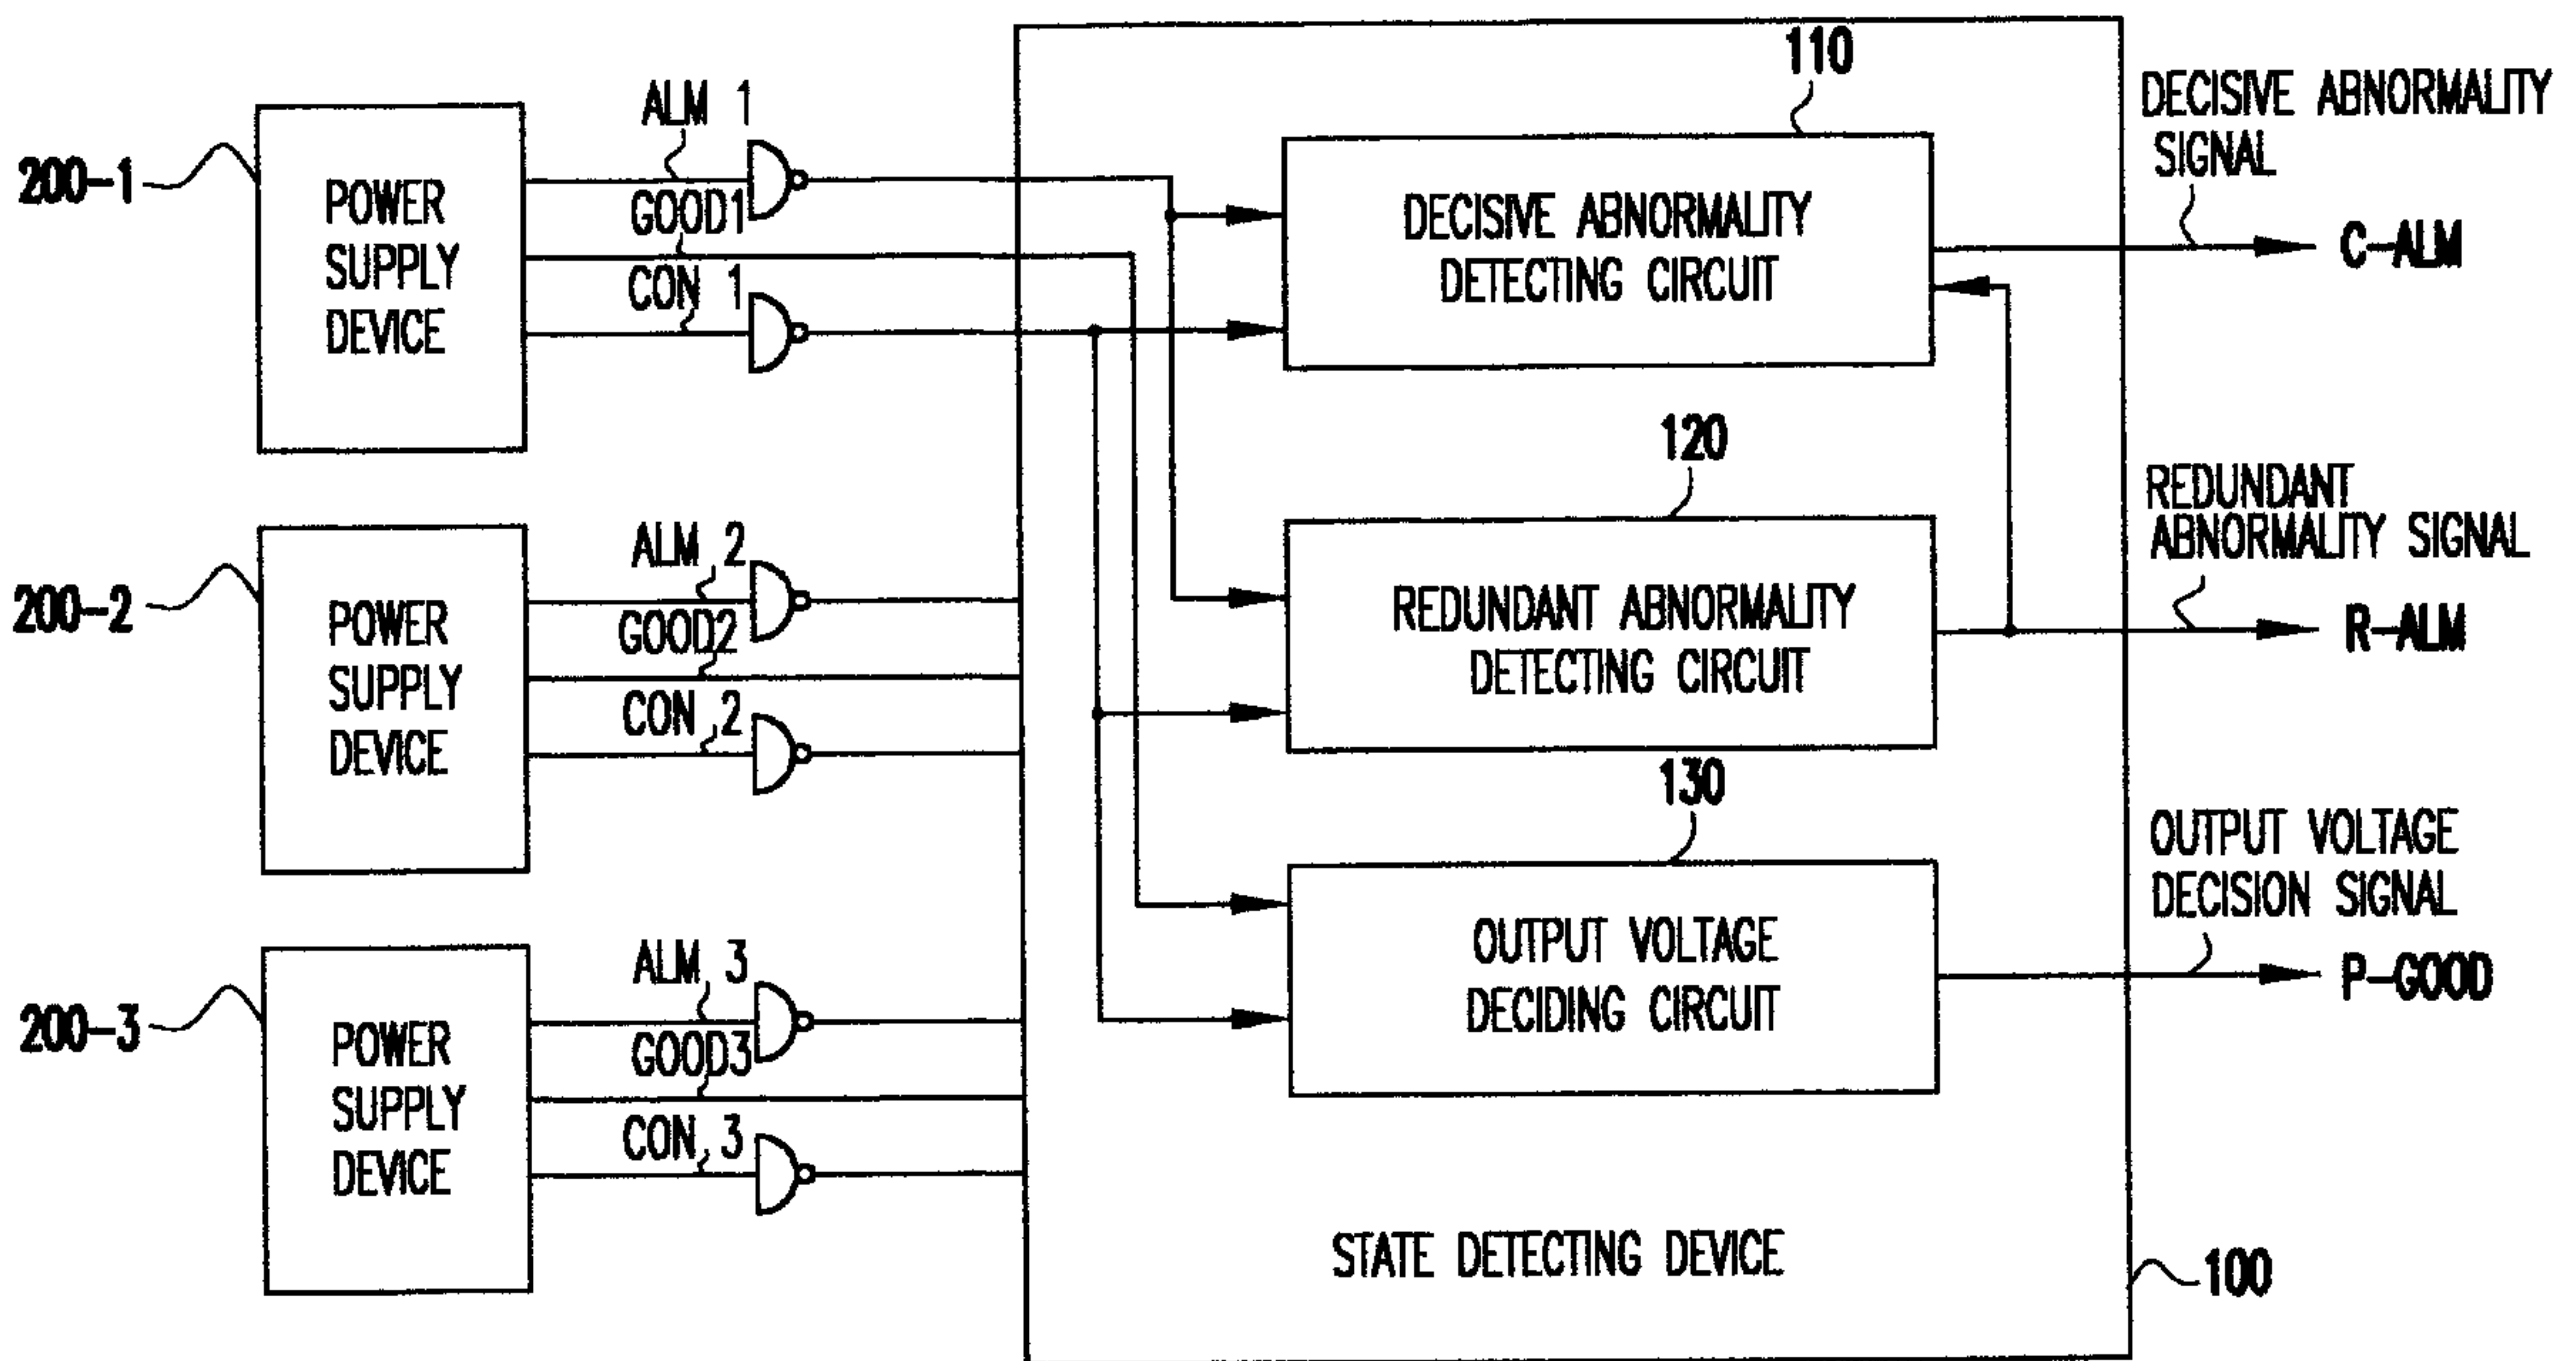 200-1
POWER
SUPPLY
DEVICE
ALM 1
GOOD1
CON 1
200-2
POWER
SUPPLY
DEVICE
ALM 2
GOOD2
CON 2
200-3
POWER
SUPPLY
DEVICE
ALM 3
GOOD3
CON 3
110
DECISIVE ABNORMALITY
DETECTING CIRCUIT
120
REDUNDANT ABNORMALITY
DETECTING CIRCUIT
130
OUTPUT VOLTAGE
DECIDING CIRCUIT
STATE DETECTING DEVICE
DECISIVE ABNORMALITY
SIGNAL
C-ALM
REDUNDANT
ABNORMALITY SIGNAL
R-ALM
OUTPUT VOLTAGE
DECISION SIGNAL
P-GOOD
100